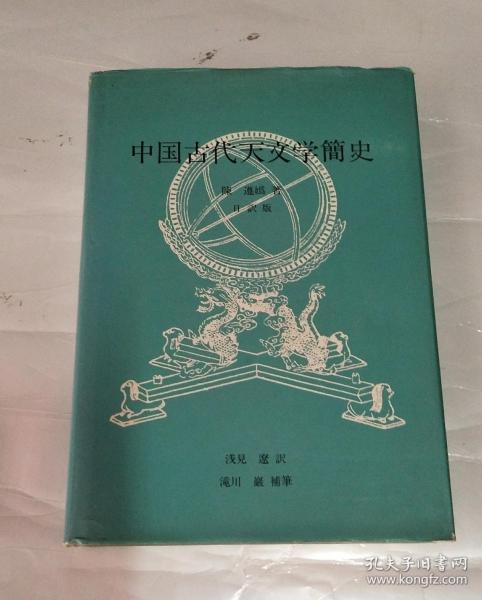 中国古代天文学簡史
陳 遵嬀 著
日訳版
浅見 遼 訳
滝川 巖 補筆
孔夫子旧书网
www.kongfz.com